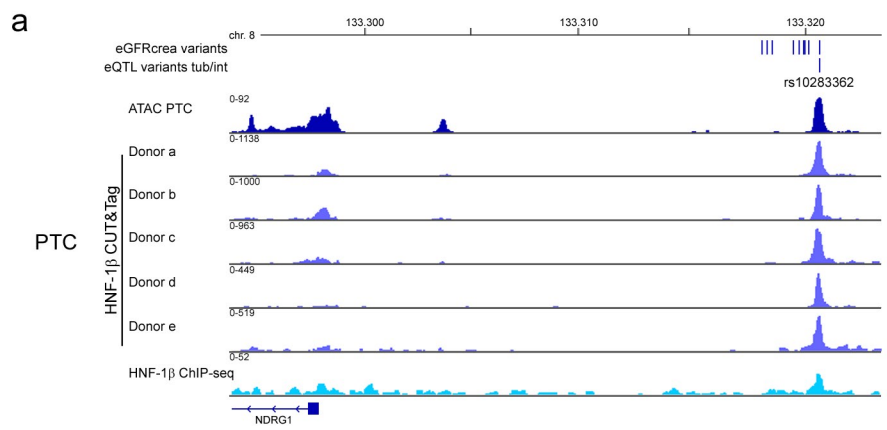 a
133.300 133.310 133.320
chr. 8
eGFRcrea variants
eQTL variants tub/int
rs10283362
0-92
ATAC PTC
0-1138
Donor a
0-1000
Donor b
0-963
Donor c
0-449
Donor d
0-519
Donor e
0-52
PTC
HNF-1β CUT&Tag
HNF-1β ChIP-seq
NDRG1